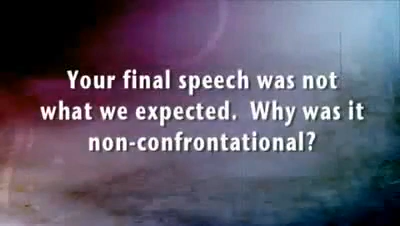 Your final speech was not
what we expected.  Why was it
non-confrontational?